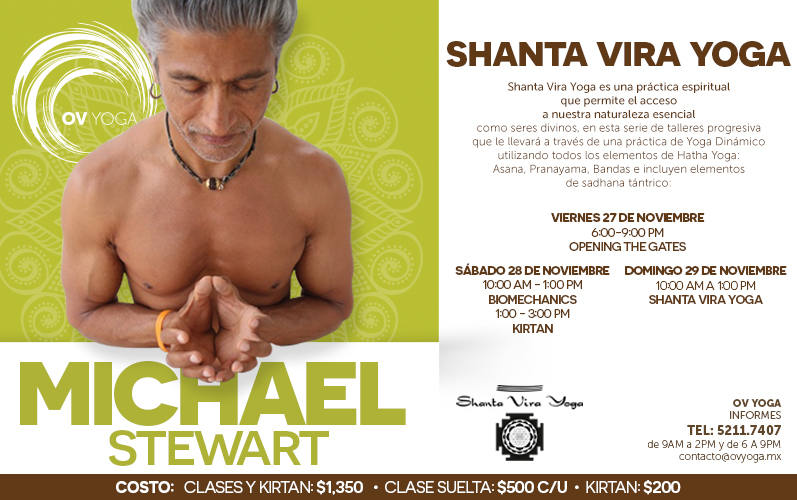 OV YOGA
MICHAEL
STEWART
SHANTA VIRA YOGA
Shanta Vira Yoga es una práctica espiritual
que permite el acceso
a nuestra naturaleza esencial
como seres divinos, en esta serie de talleres progresiva
que le llevará a través de una práctica de Yoga Dinámico
utilizando todos los elementos de Hatha Yoga:
Asana, Pranayama, Bandas e incluyen elementos
de sadhana tántrico:
VIERNES 27 DE NOVIEMBRE
6:00-9:00 PM
OPENING THE GATES
SÁBADO 28 DE NOVIEMBRE
10:00 AM - 1:00 PM
BIOMECHANICS
1:00 - 3:00 PM
KIRTAN
DOMINGO 29 DE NOVIEMBRE
10:00 AM A 1:00 PM
SHANTA VIRA YOGA
Shanta Vira Yoga
OV YOGA
INFORMES
TEL: 5211.7407
de 9AM a 2PM y de 6 A 9PM
contacto@ovyoga.mx
COSTO: CLASES Y KIRTAN: $1,350 • CLASE SUELTA: $500 C/U • KIRTAN: $200